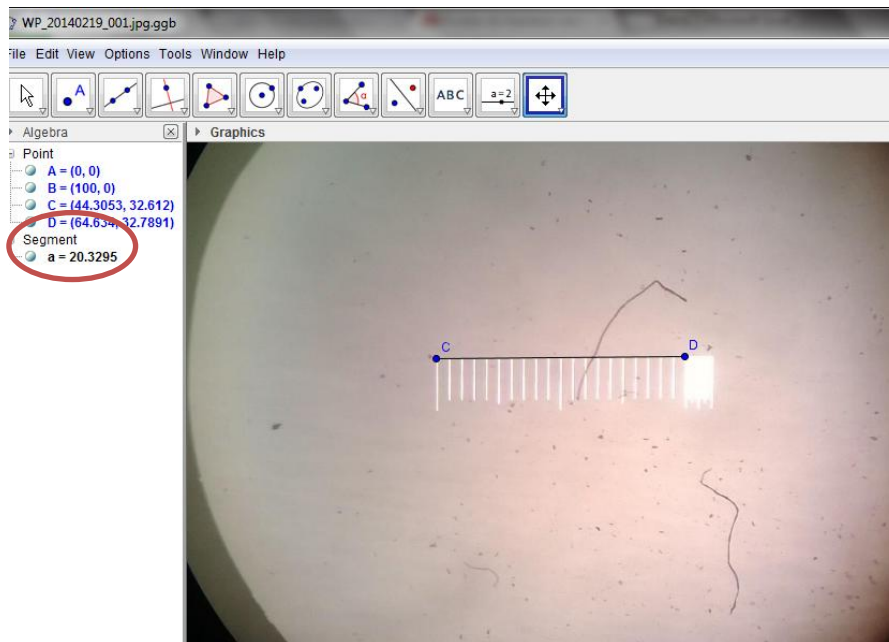 WP_20140219_001.jpg.ggb
File Edit View Options Tools Window Help
A
α
ABC
a=2
Algebra
Graphics
Point
A = (0, 0)
B = (100, 0)
C = (44.3053, 32.612)
D = (64.634, 32.7891)
Segment
a = 20.3295
C
D